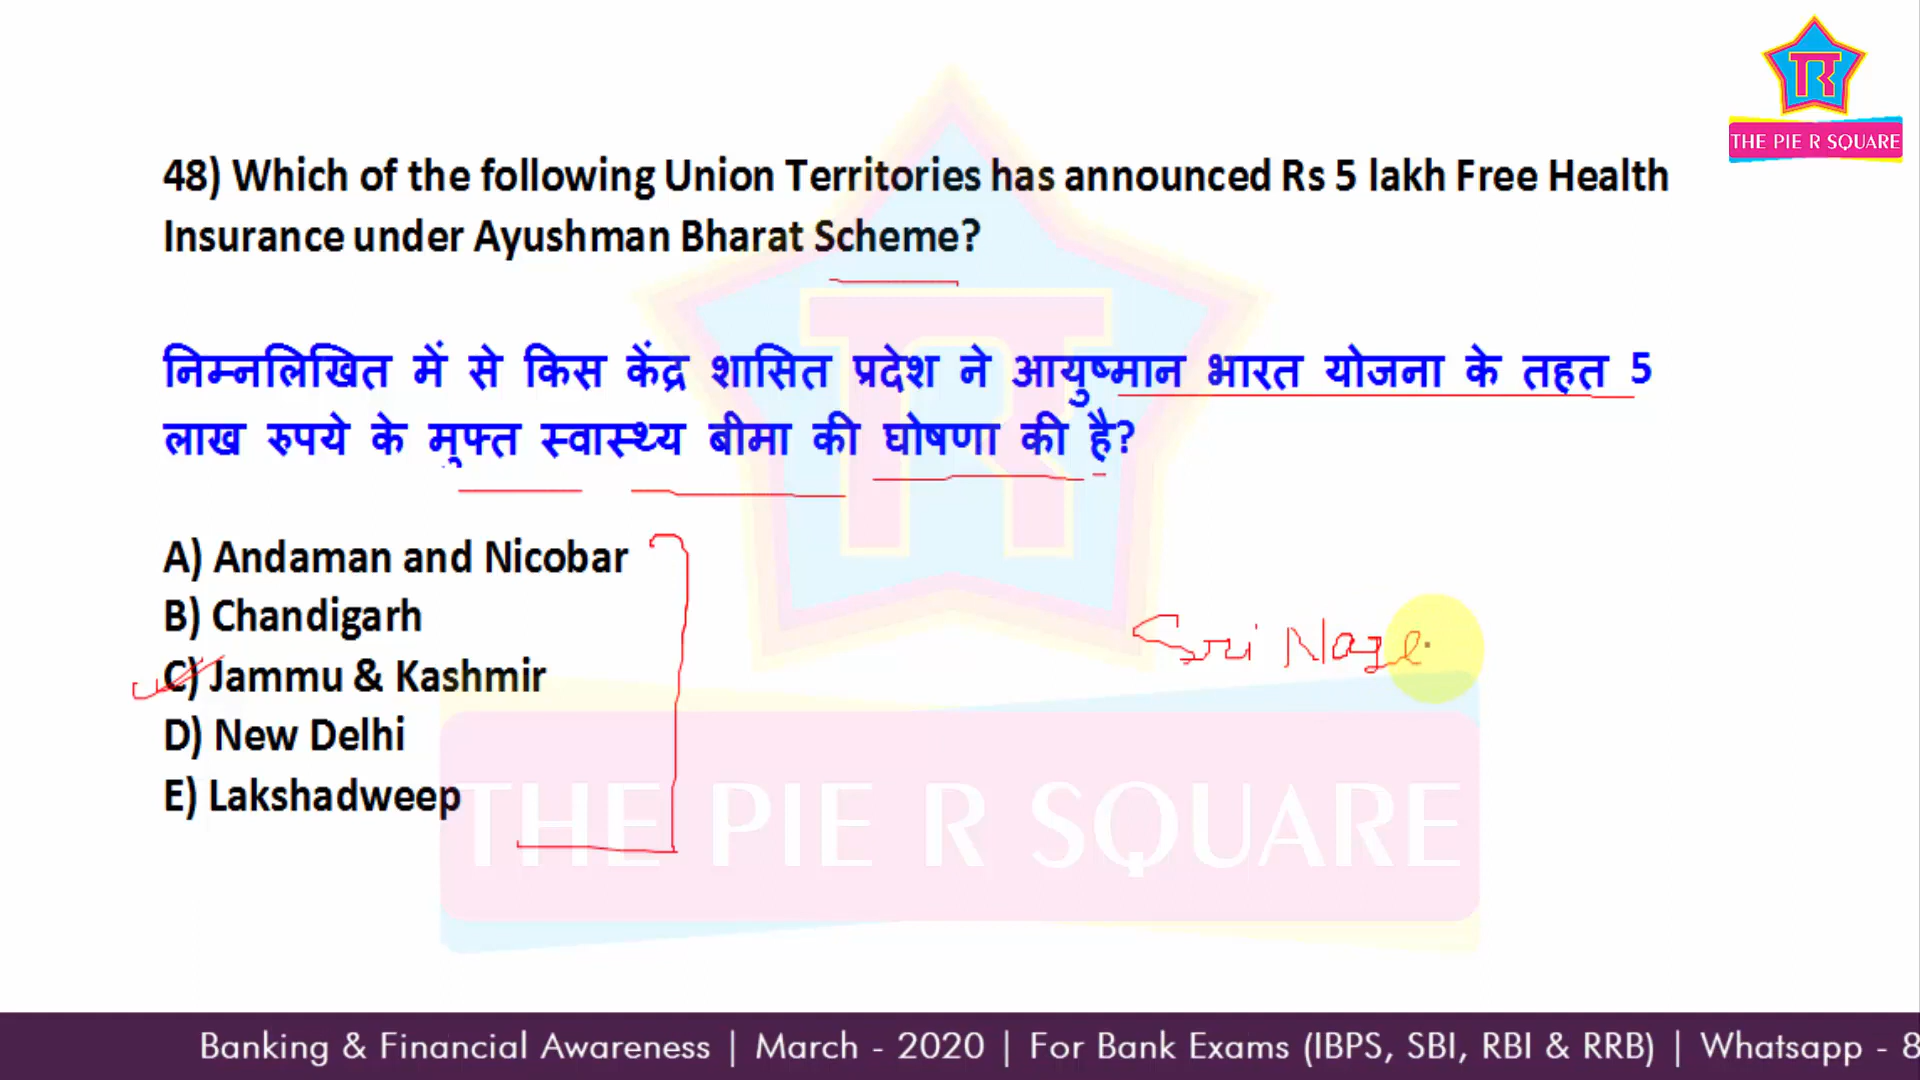 THE PIE R SQUARE
48) Which of the following Union Territories has announced Rs 5 lakh Free Health
Insurance under Ayushman Bharat Scheme?
निम्नलिखित में से किस केंद्र शासित प्रदेश ने आयुष्मान भारत योजना के तहत 5
लाख रुपये के मुफ्त स्वास्थ्य बीमा की घोषणा की है?
A) Andaman and Nicobar
B) Chandigarh
C) Jammu & Kashmir
D) New Delhi
E) Lakshadweep
Sri Nage
THE PIE R SQUARE
Banking & Financial Awareness | March - 2020 | For Bank Exams (IBPS, SBI, RBI & RRB) | Whatsapp - 8